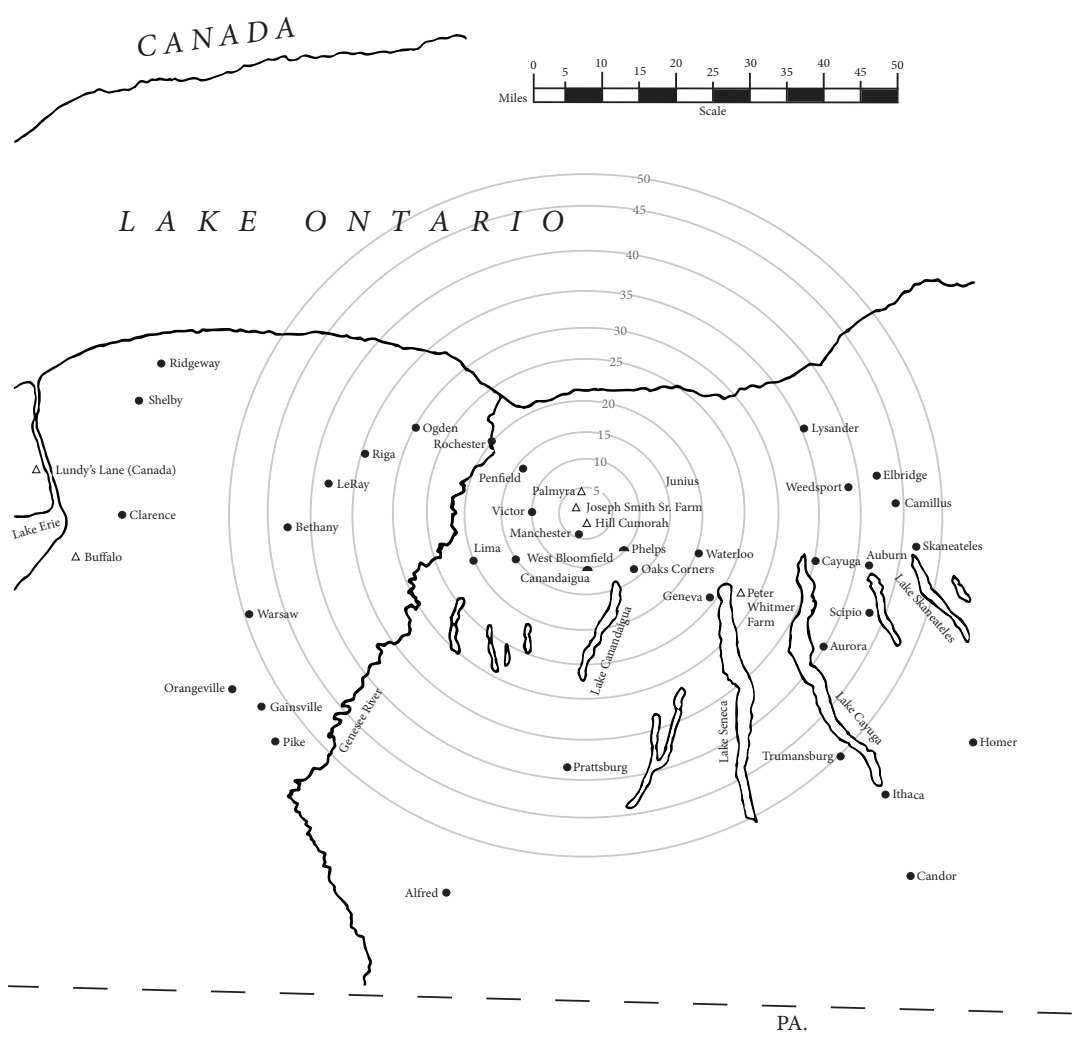 CANADA
0 5 10 15 20 25 30 35 40 45 50
Miles
Scale
50
45
LAKE ONTARIO
40
35
30
25
20
15
10
5
Ridgeway
Shelby
Lundy's Lane (Canada)
Clarence
Lake Erie
Buffalo
Ogden
Rochester
Riga
LeRay
Bethany
Penfield
Palmyra
Junius
Joseph Smith Sr. Farm
Victor
Hill Cumorah
Manchester
Lima
West Bloomfield
Phelps
Canandaigua
Oaks Corners
Waterloo
Geneva
Peter
Whitmer
Farm
Lysander
Weedsport
Elbridge
Camillus
Cayuga
Auburn
Skaneateles
Lake Skaneateles
Scipio
Aurora
Warsaw
Orangeville
Gainsville
Pike
Genesee River
Lake Canandaigua
Lake Seneca
Lake Cayuga
Prattsburg
Trumansburg
Homer
Ithaca
Candor
Alfred
PA.